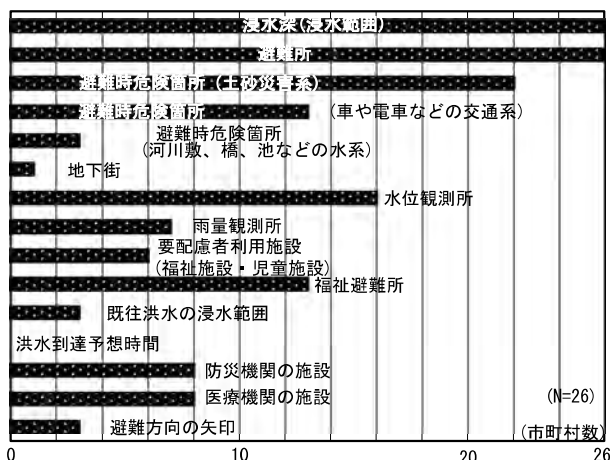 浸水深(浸水範囲)
避難所
避難時危険箇所(土砂災害系)
避難時危険箇所 (車や電車などの交通系)
避難時危険箇所
(河川敷、橋、池などの水系)
地下街
水位観測所
雨量観測所
要配慮者利用施設
(福祉施設・児童施設)
福祉避難所
既往洪水の浸水範囲
洪水到達予想時間
防災機関の施設
医療機関の施設
(N=26)
避難方向の矢印
(市町村数)
0 10 20 26